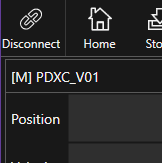 Disconnect Home
[M] PDXC_V01
Position